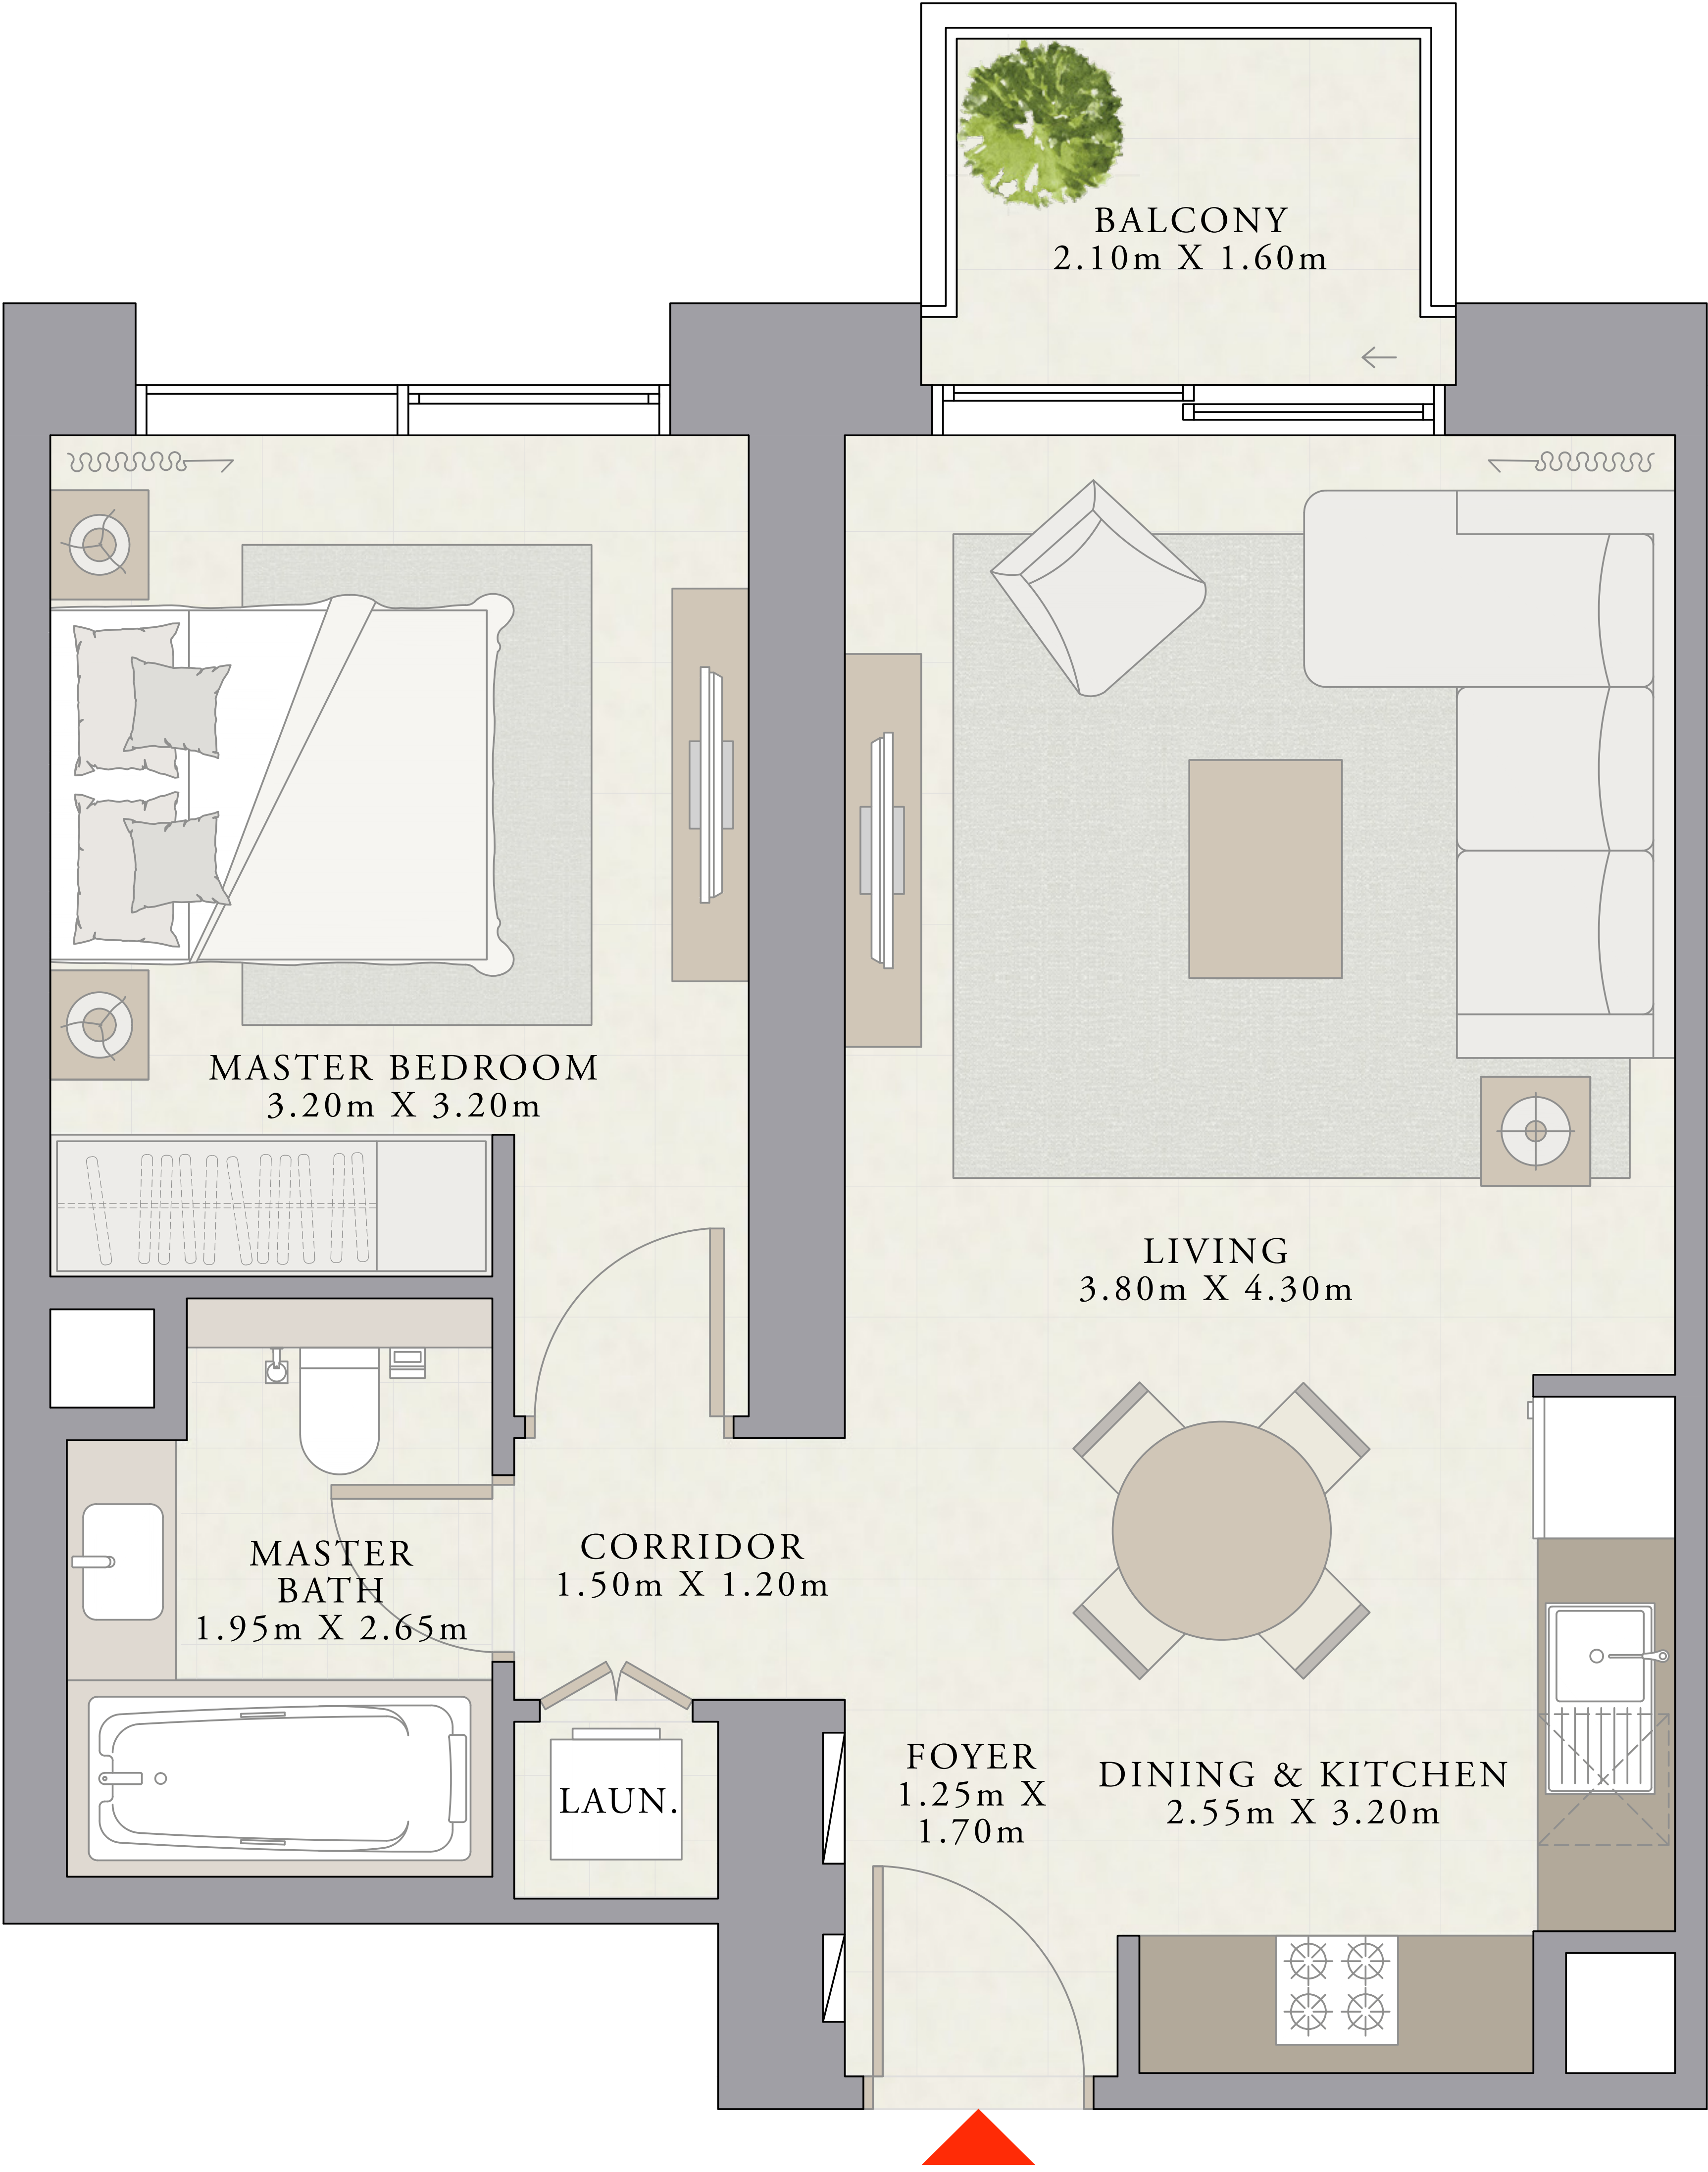 BALCONY
2.10m X 1.60m
MASTER BEDROOM
3.20m X 3.20m
LIVING
3.80m X 4.30m
MASTER
BATH
1.95m X 2.65m
CORRIDOR
1.50m X 1.20m
LAUN.
FOYER
1.25m X
1.70m
DINING & KITCHEN
2.55m X 3.20m